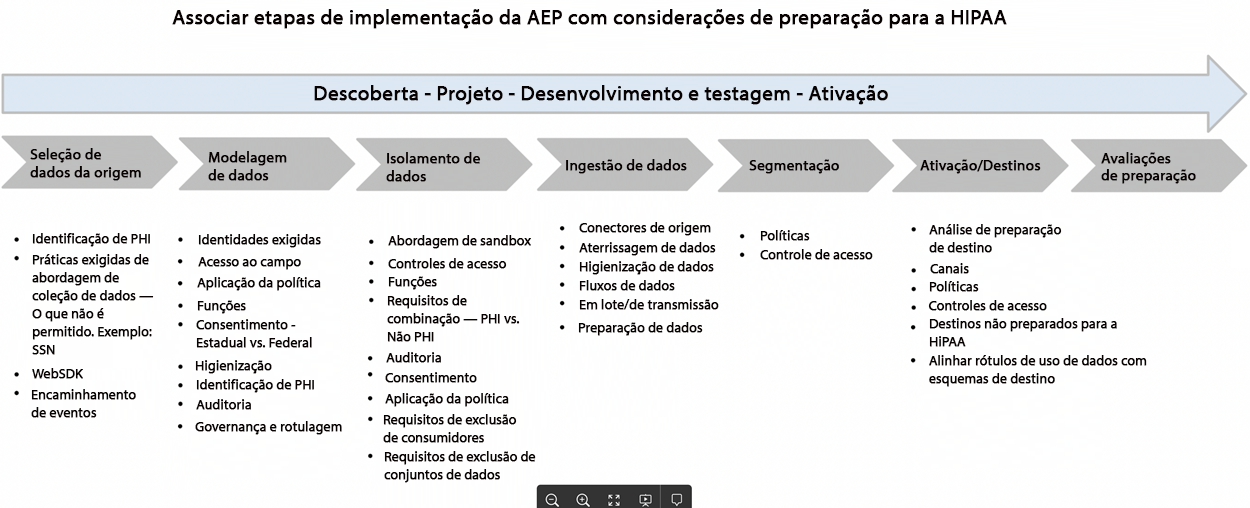 Associar etapas de implementação da AEP com considerações de preparação para a HIPAA
Descoberta - Projeto - Desenvolvimento e testagem - Ativação
Seleção de
dados da origem
Modelagem
de dados
Isolamento de
dados
Ingestão de dados
Segmentação
Ativação/Destinos
Avaliações
de preparação
• Identificação de PHI
• Práticas exigidas de
abordagem de
coleção de dados —
O que não é
permitido. Exemplo:
SSN
• WebSDK
• Encaminhamento
de eventos
• Identidades exigidas
• Acesso ao campo
• Aplicação da política
• Funções
• Consentimento -
Estadual vs. Federal
• Higienização
• Identificação de PHI
• Auditoria
• Governança e rotulagem
• Abordagem de sandbox
• Controles de acesso
• Funções
• Requisitos de
combinação — PHI vs.
Não PHI
• Auditoria
• Consentimento
• Aplicação da política
• Requisitos de exclusão
de consumidores
• Requisitos de exclusão de
conjuntos de dados
• Conectores de origem
• Aterrissagem de dados
• Higienização de dados
• Fluxos de dados
• Em lote/de transmissão
• Preparação de dados
• Políticas
• Controle de acesso
• Análise de preparação
de destino
• Canais
• Políticas
• Controles de acesso
• Destinos não preparados para a
HiPAA
• Alinhar rótulos de uso de dados com
esquemas de destino